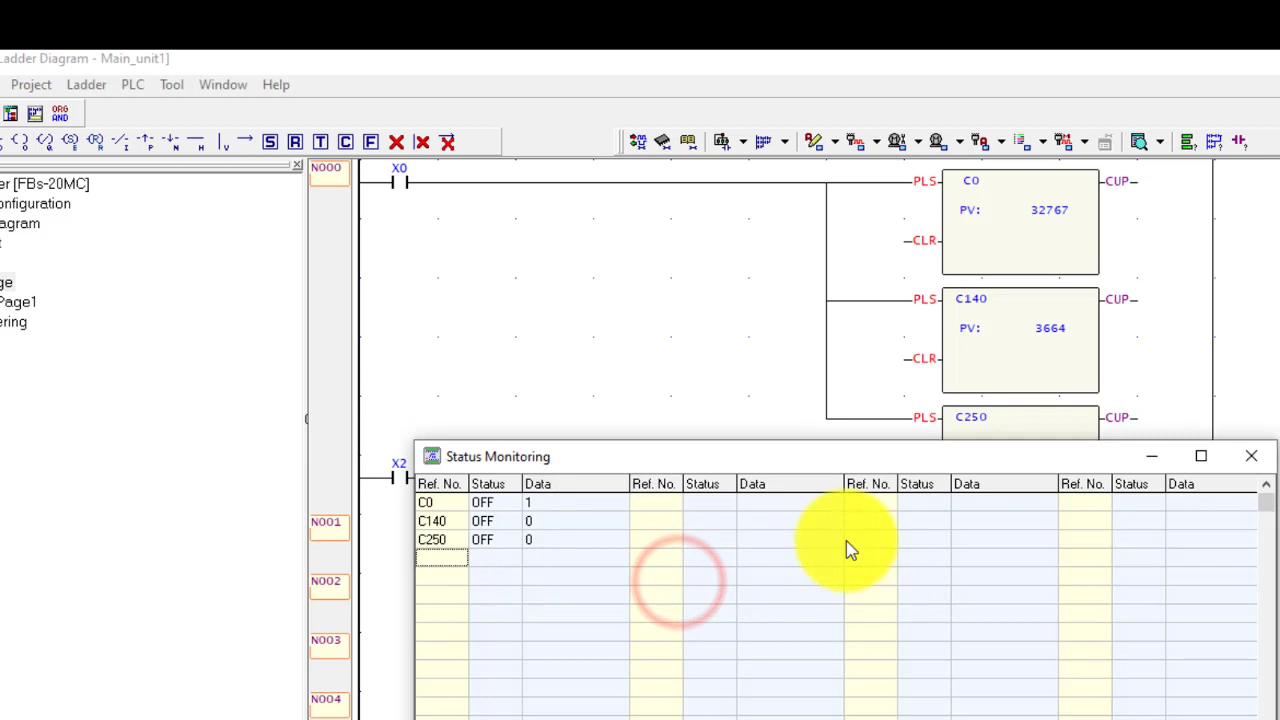 Ladder Diagram - Main_unit1]
Project Ladder PLC Tool Window Help
ORG
AND
S R T C F
er [FBs-20MC]
onfiguration
agram
t
ge
Page1
ering
N000 X0 PLS C0 CUP
PV: 32767
CLR
PLS C140 CUP
PV: 3664
CLR
PLS C250 CUP
X2
N001
N002
N003
N004
Status Monitoring
Ref. No. Status Data Ref. No. Status Data Ref. No. Status Data Ref. No. Status Data
C0 OFF 1
C140 OFF 0
C250 OFF 0